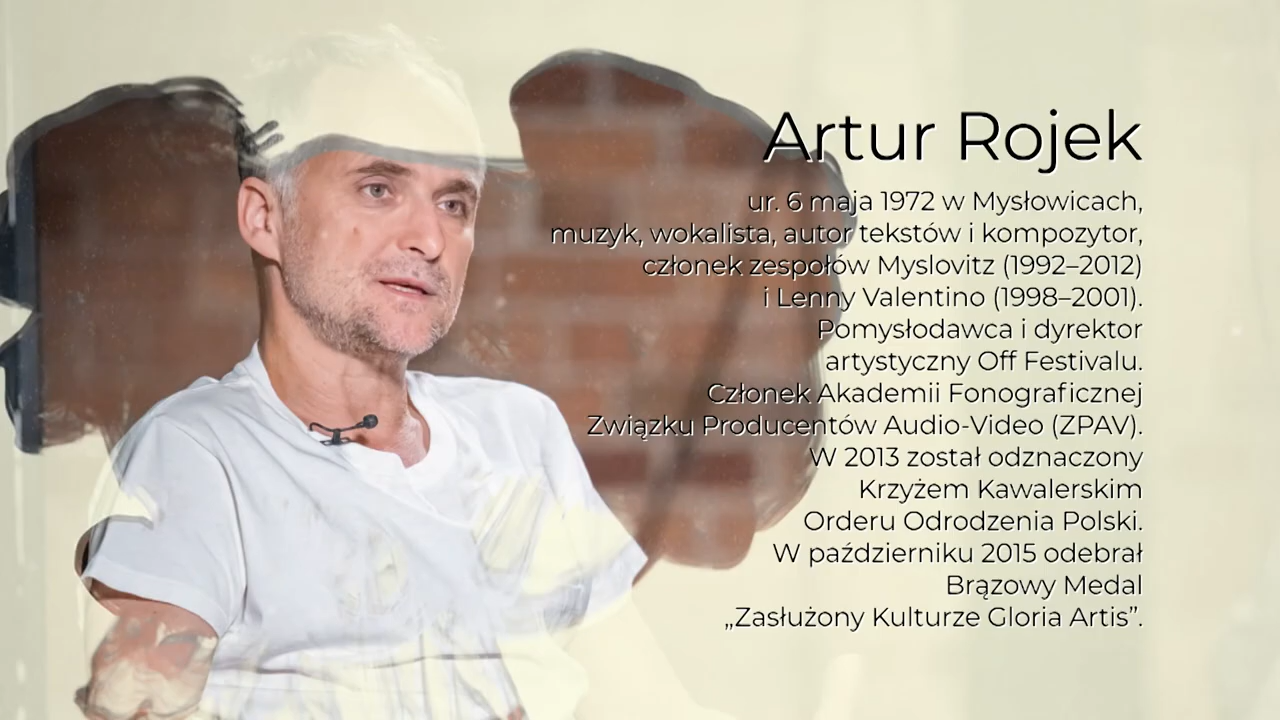 Artur Rojek
ur. 6 maja 1972 w Mysłowicach,
muzyk, wokalista, autor tekstów i kompozytor,
członek zespołów Myslovitz (1992–2012)
i Lenny Valentino (1998–2001).
Pomysłodawca i dyrektor
artystyczny Off Festivalu.
Członek Akademii Fonograficznej
Związku Producentów Audio-Video (ZPAV).
W 2013 został odznaczony
Krzyżem Kawalerskim
Orderu Odrodzenia Polski.
W październiku 2015 odebrał
Brązowy Medal
„Zasłużony Kulturze Gloria Artis”.